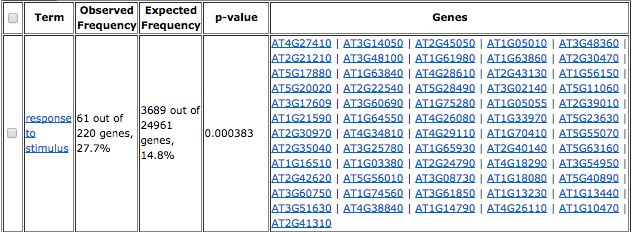 Term
Observed Frequency
Expected Frequency
p-value
Genes
response to stimulus
61 out of 220 genes, 27.7%
3689 out of 24961 genes, 14.8%
0.000383
AT4G27410 | AT3G14050 | AT2G45050 | AT1G05010 | AT3G48360 |
AT2G21210 | AT3G48100 | AT1G61980 | AT1G63860 | AT2G30470 |
AT5G17880 | AT1G63840 | AT4G28610 | AT2G43130 | AT1G56150 |
AT5G20020 | AT2G22540 | AT5G28490 | AT3G02140 | AT5G11060 |
AT3G17609 | AT3G60690 | AT1G75280 | AT1G05055 | AT2G39010 |
AT1G21590 | AT1G64550 | AT4G26080 | AT1G33970 | AT5G23630 |
AT2G30970 | AT4G34810 | AT4G29110 | AT1G70410 | AT5G55070 |
AT2G35040 | AT3G25780 | AT1G65930 | AT2G40140 | AT5G63160 |
AT1G16510 | AT1G03380 | AT2G24790 | AT4G18290 | AT3G54950 |
AT2G42620 | AT5G56010 | AT3G08730 | AT1G18080 | AT5G40890 |
AT3G60750 | AT1G74560 | AT3G61850 | AT1G13230 | AT1G13440 |
AT3G51630 | AT4G38840 | AT1G14790 | AT4G26110 | AT1G10470 |
AT2G41310